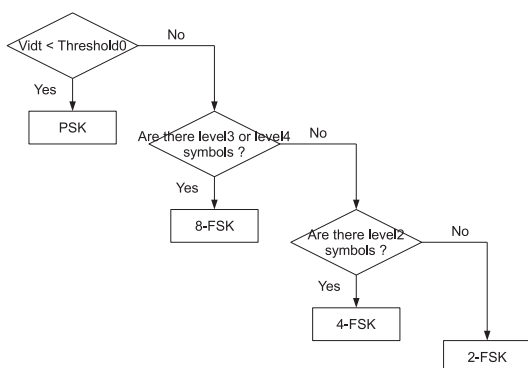 Vidt < Threshold0
No
Yes
PSK
Are there level3 or level4
symbols ?
No
Yes
8-FSK
Are there level2
symbols ?
No
Yes
4-FSK
2-FSK